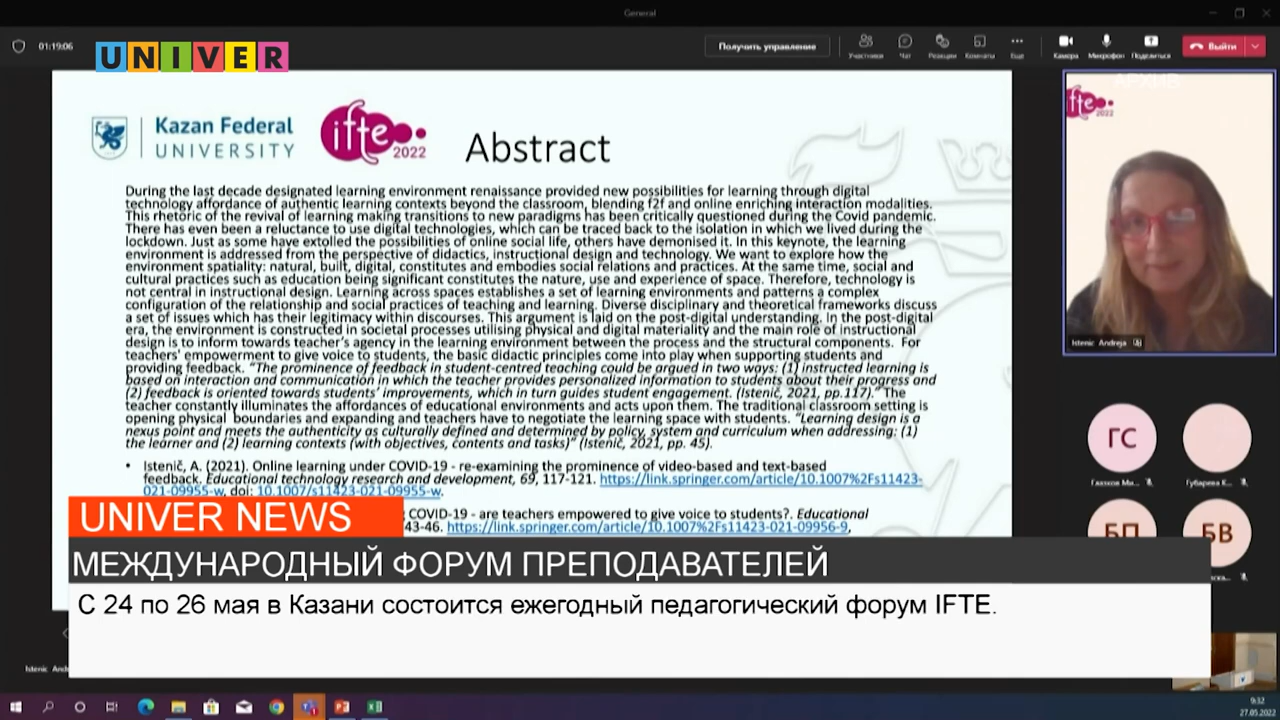 General
01:19:06
UNIVER
Получить управление
Участники
Чат
Реакции
Комнаты
Еще
Камера
Микрофон
Поделиться
Выйти
АРХИВ
Kazan Federal
UNIVERSITY
ifte
2022
Abstract
During the last decade designated learning environment renaissance provided new possibilities for learning through digital
technology affordance of authentic learning contexts beyond the classroom, blending f2f and online enriching interaction modalities.
This rhetoric of the revival of learning making transitions to new paradigms has been critically questioned during the Covid pandemic.
There has even been a reluctance to use digital technologies, which can be traced back to the isolation in which we lived during the
lockdown. Just as some have extolled the possibilities of online social life, others have demonised it. In this keynote, the learning
environment is addressed from the perspective of didactics, instructional design and technology. We want to explore how the
environment spatiality: natural, built, digital, constitutes and embodies social relations and practices. At the same time, social and
cultural practices such as education being significant constitutes the nature, use and experience of space. Therefore, technology is
not central in instructional design. Learning across spaces establishes a set of learning environments and patterns a complex
configuration of the relationship and social practices of teaching and learning. Diverse disciplinary and theoretical frameworks discuss
a set of issues which has their legitimacy within discourses. This argument is laid on the post-digital understanding. In the post-digital
era, the environment is constructed in societal processes utilising physical and digital materiality and the main role of instructional
design is to inform towards teacher's agency in the learning environment between the process and the structural components. For
teachers' empowerment to give voice to students, the basic didactic principles come into play when supporting students and
providing feedback. "The prominence of feedback in student-centred teaching could be argued in two ways: (1) instructed learning is
based on interaction and communication in which the teacher provides personalized information to students about their progress and
(2) feedback is oriented towards students' improvements, which in turn guides student engagement. (Istenič, 2021, pp.117)." The
teacher constantly illuminates the affordances of educational environments and acts upon them. The traditional classroom setting is
opening physical boundaries and expanding and teachers have to negotiate the learning space with students. "Learning design is a
nexus point and meets the authenticity as culturally defined and determined by policy, system and curriculum when addressing: (1)
the learner and (2) learning contexts (with objectives, contents and tasks)" (Istenič, 2021, pp. 45).
• Istenič, A. (2021). Online learning under COVID-19 - re-examining the prominence of video-based and text-based
feedback. Educational technology research and development, 69, 117-121. https://link.springer.com/article/10.1007%2Fs11423-
021-09955-w, doi: 10.1007/s11423-021-09955-w.
COVID-19 - are teachers empowered to give voice to students?. Educational
43-46. https://link.springer.com/article/10.1007%2Fs11423-021-09956-9,
ifte
2022
Istenic Andreja
ГС
Глазков Ми...
Губарева Е...
БП
БВ
UNIVER NEWS
МЕЖДУНАРОДНЫЙ ФОРУМ ПРЕПОДАВАТЕЛЕЙ
С 24 по 26 мая в Казани состоится ежегодный педагогический форум IFTE.
Istenic Andr
9:32
27.05.2022